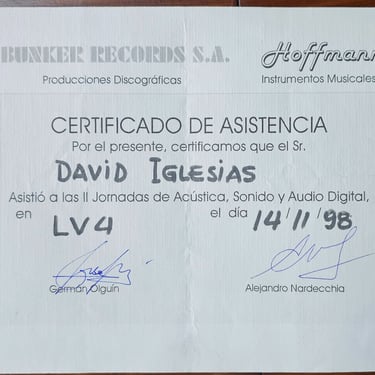 BUNKER RECORDS S.A. Hoffmann
Producciones Discográficas Instrumentos Musicales
CERTIFICADO DE ASISTENCIA
Por el presente, certificamos que el Sr.
DAVID IGLESIAS
Asistió a las II Jornadas de Acústica, Sonido y Audio Digital,
en LV4 el día 14/11/98
Germán Olguín Alejandro Nardecchia